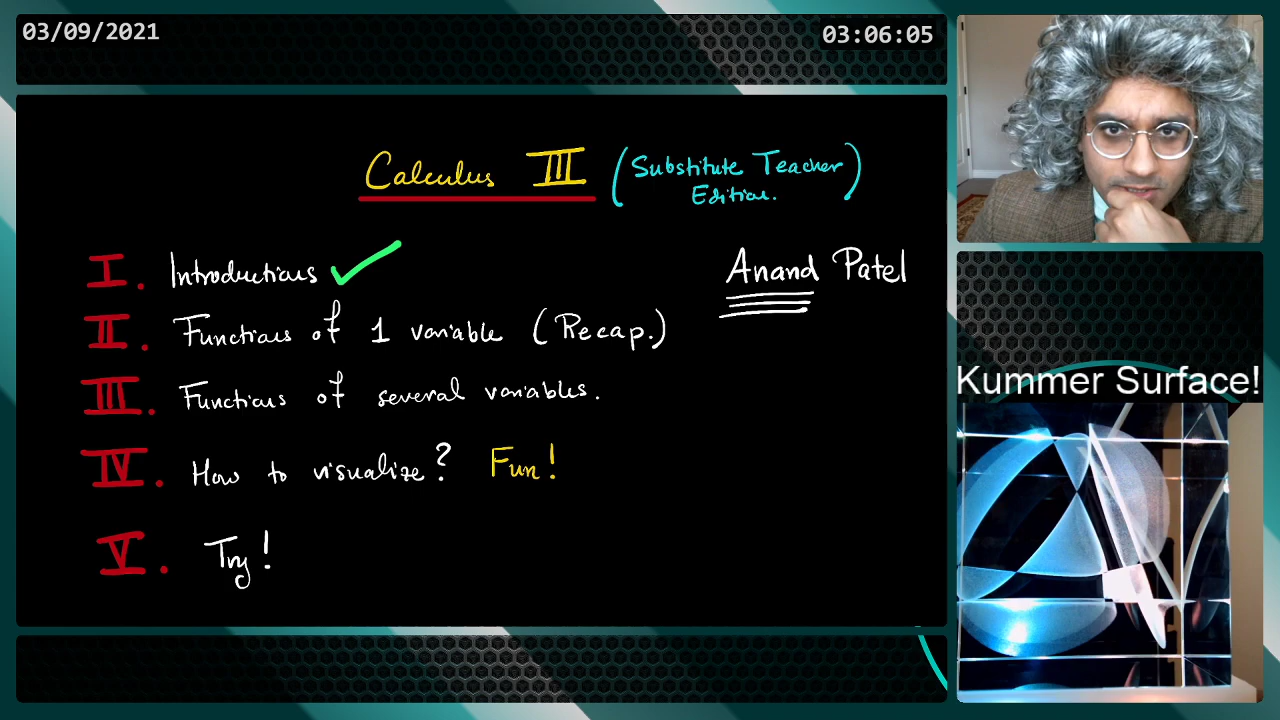 03/09/2021
03:06:05
Calculus III (Substitute Teacher
Edition.)
I. Introductions
Anand Patel
II. Functions of 1 variable (Recap.)
III. Functions of several variables.
IV. How to visualize? Fun!
V. Try!
Kummer Surface!